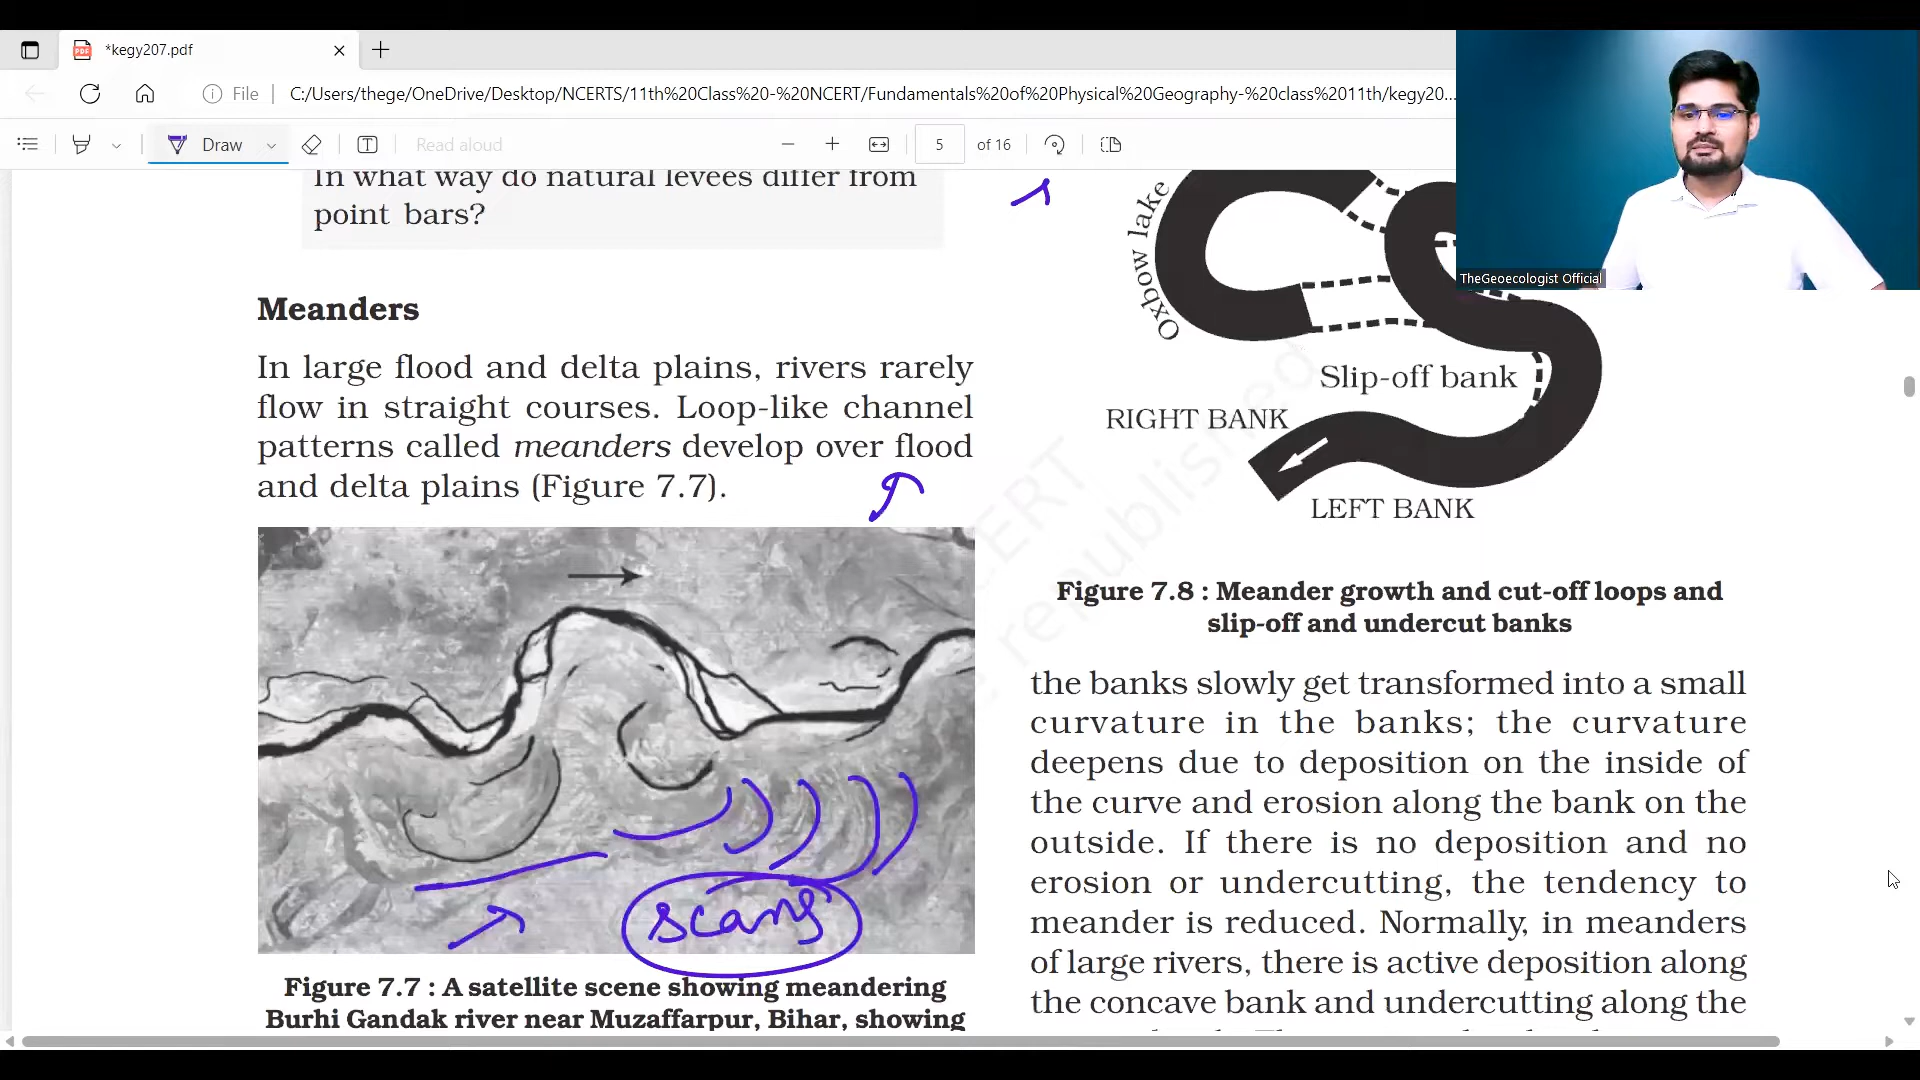 *kegy207.pdf
File
C:/Users/thege/OneDrive/Desktop/NCERTS/11th%20Class%20-%20NCERT/Fundamentals%20of%20Physical%20Geography-%20class%2011th/kegy20...
Draw
Read aloud
5 of 16
TheGeoecologist Official
In what way do natural levees differ from
point bars?
Meanders
In large flood and delta plains, rivers rarely
flow in straight courses. Loop-like channel
patterns called meanders develop over flood
and delta plains (Figure 7.7).
scars
Figure 7.7 : A satellite scene showing meandering
Burhi Gandak river near Muzaffarpur, Bihar, showing
Oxbow lake
Slip-off bank
RIGHT BANK
LEFT BANK
Figure 7.8 : Meander growth and cut-off loops and
slip-off and undercut banks
the banks slowly get transformed into a small
curvature in the banks; the curvature
deepens due to deposition on the inside of
the curve and erosion along the bank on the
outside. If there is no deposition and no
erosion or undercutting, the tendency to
meander is reduced. Normally, in meanders
of large rivers, there is active deposition along
the concave bank and undercutting along the